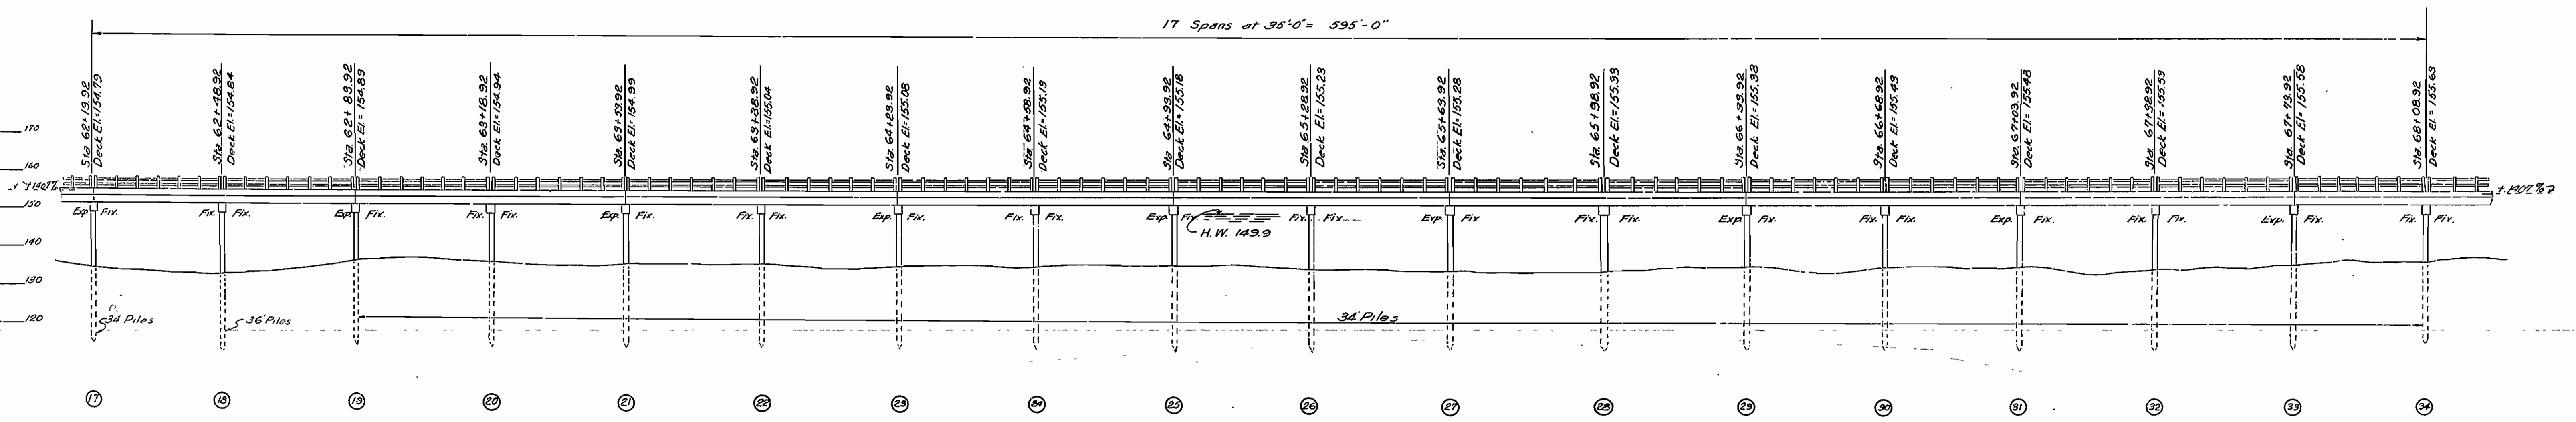 17 Spans at 35'-0" = 595'-0"
Sta. 62+13.92
Deck El.=154.79
Sta. 62+48.92
Deck El.=154.84
Sta. 62+83.92
Deck El.=154.89
Sta. 63+18.92
Deck El.=154.94
Sta. 63+53.92
Deck El.=154.99
Sta. 63+38.92
Deck El.=155.04
Sta. 64+23.92
Deck El.=155.08
Sta. 64+58.92
Deck El.=155.13
Sta. 64+93.92
Deck El.=155.18
Sta. 65+28.92
Deck El.=155.23
Sta. 65+63.92
Deck El.=155.28
Sta. 65+98.92
Deck El.=155.33
Sta. 66+33.92
Deck El.=155.38
Sta. 66+68.92
Deck El.=155.43
Sta. 67+03.92
Deck El.=155.48
Sta. 67+38.92
Deck El.=155.53
Sta. 67+73.92
Deck El.=155.58
Sta. 68+08.92
Deck El.=155.63
170
160
150
140
130
120
Exp. Fix. Fix. Fix. Exp. Fix. Fix. Fix. Exp. Fix. Fix. Fix. Exp. Fix. Fix. Fix. Exp. Fix. Fix. Fix. Exp. Fix Fix. Fix. Exp. Fix. Fix. Fix. Exp. Fix. Fix. Fix. Exp. Fix. Fix. Fix.
H.W. 149.9
34' Piles
36' Piles
34' Piles
17 18 19 20 21 22 23 24 25 26 27 28 29 30 31 32 33 34